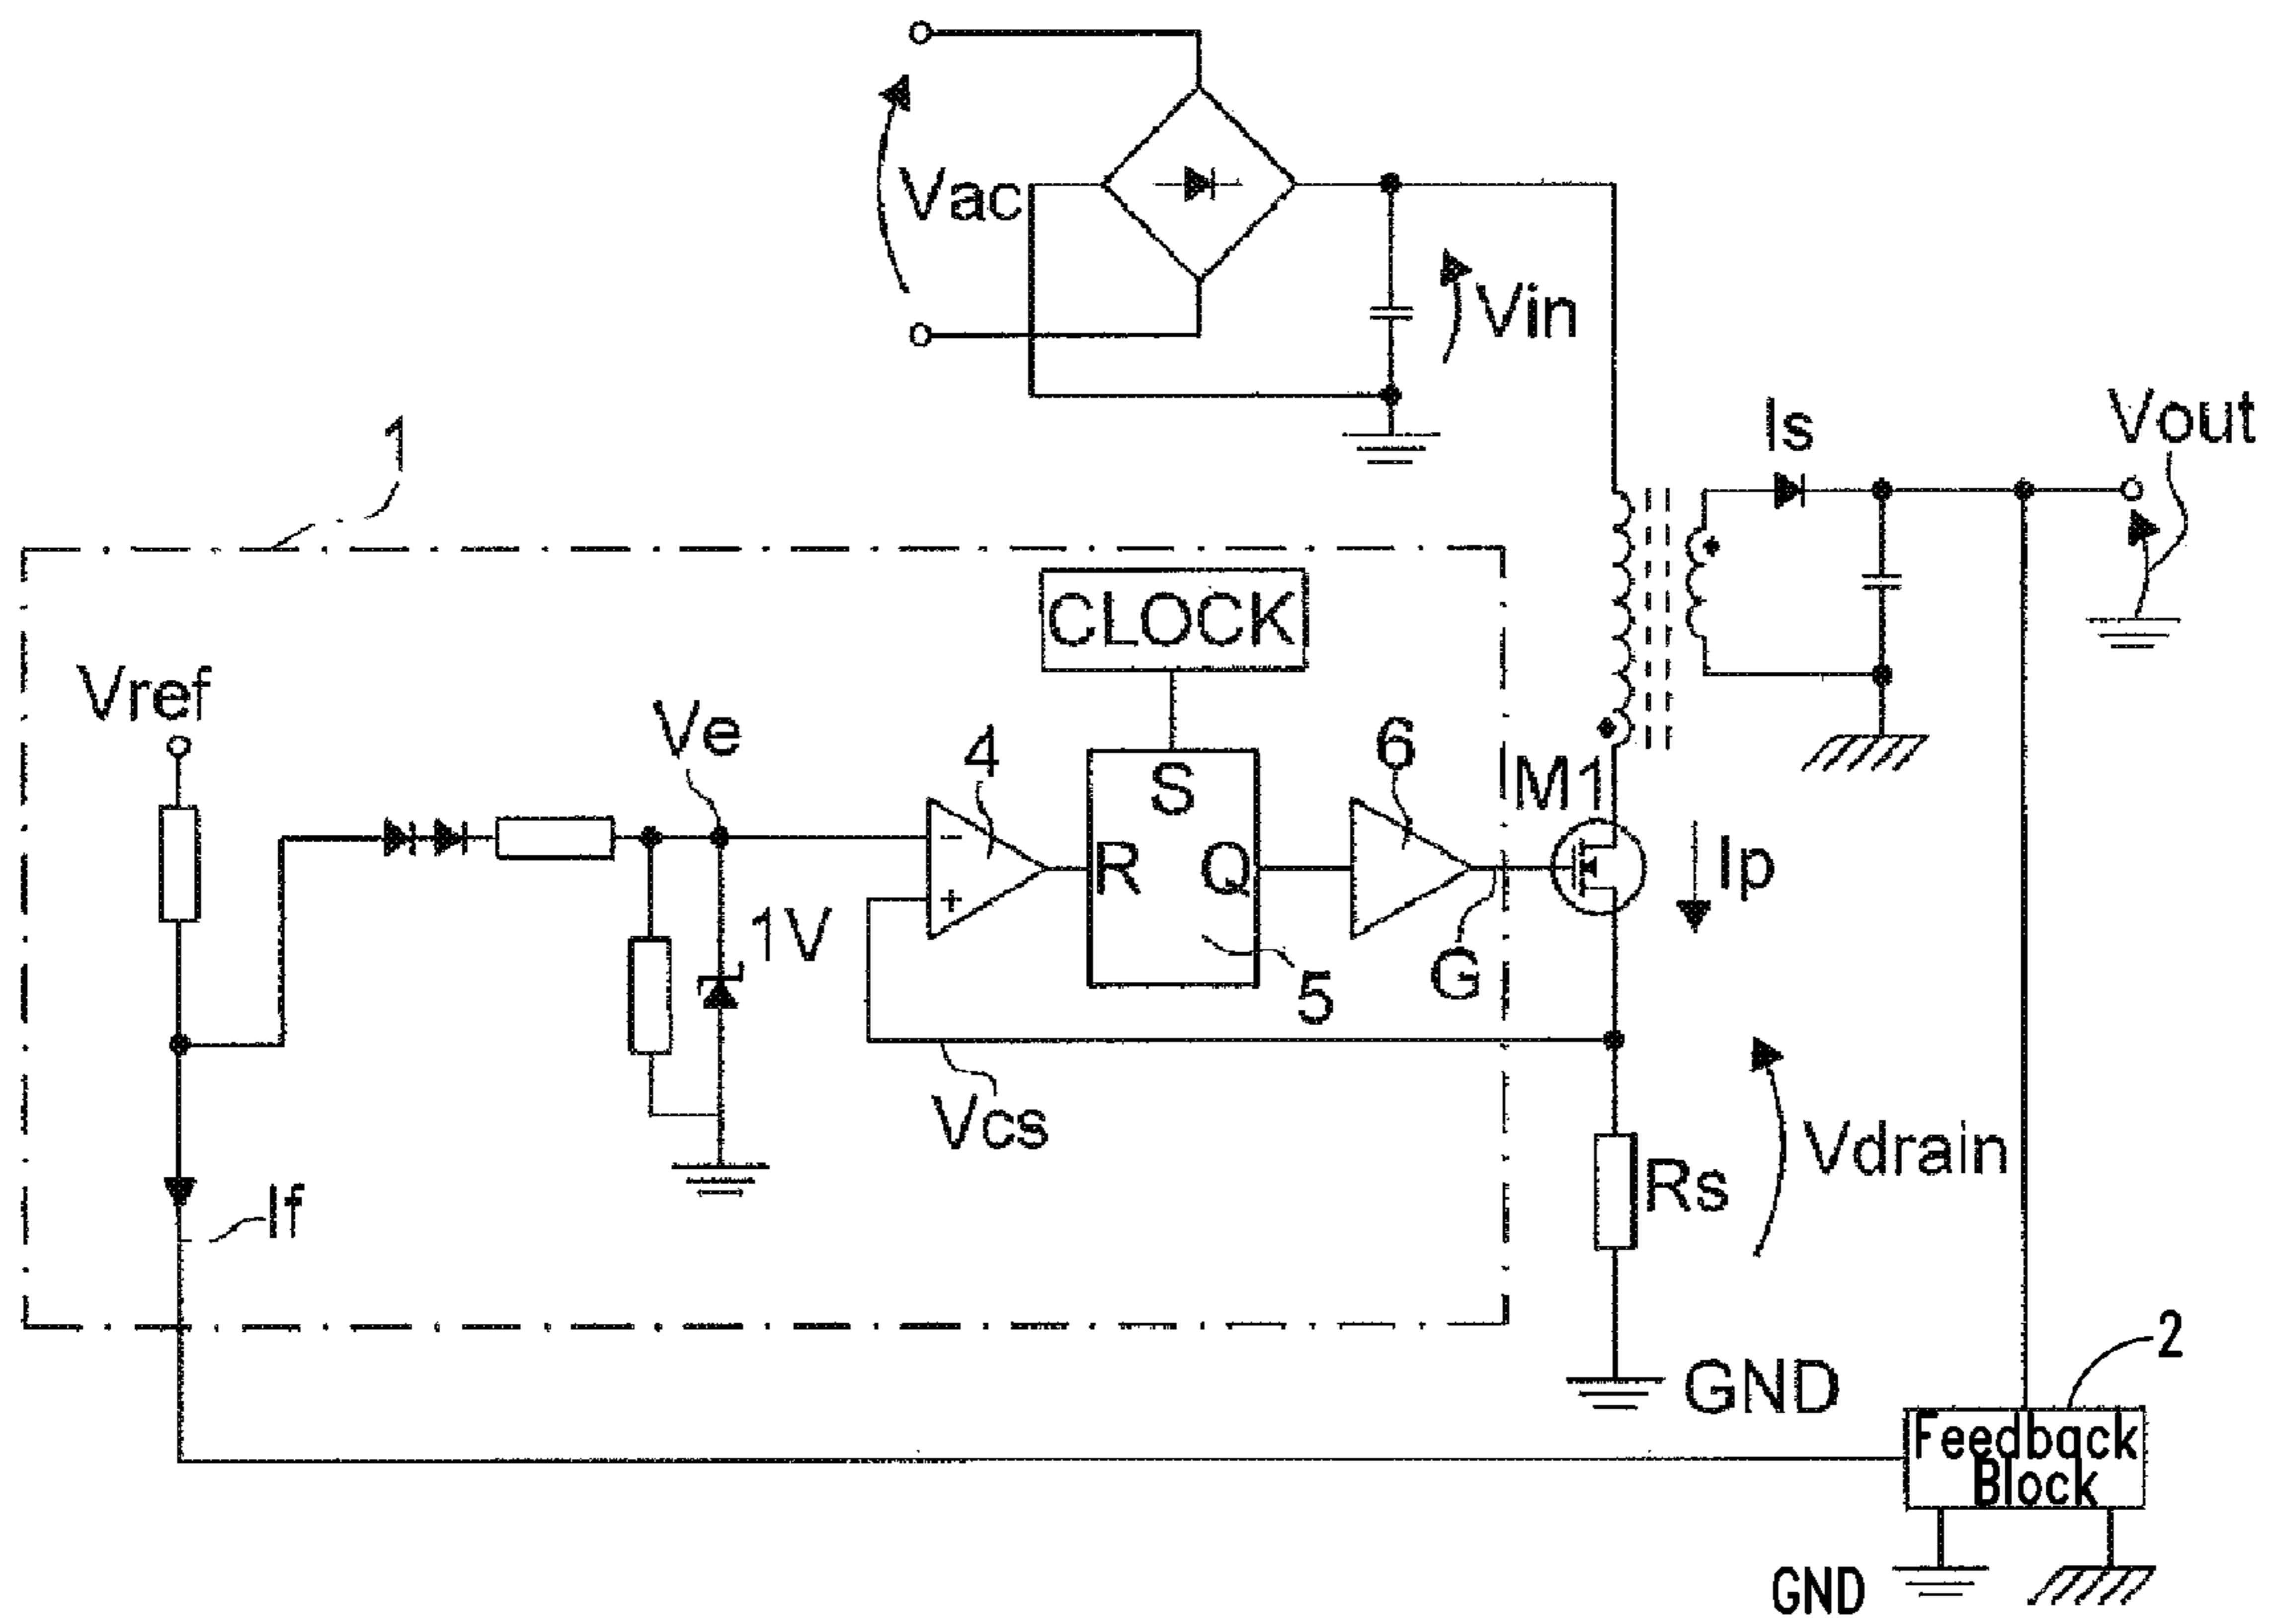 Vac
Vin
1
Is
Vout
CLOCK
Vref
Ve
4
S
6
M1
-
R
Q
Ip
+
1V
G
5
Vcs
Vdrain
Rs
If
2
GND
Feedback
Block
GND